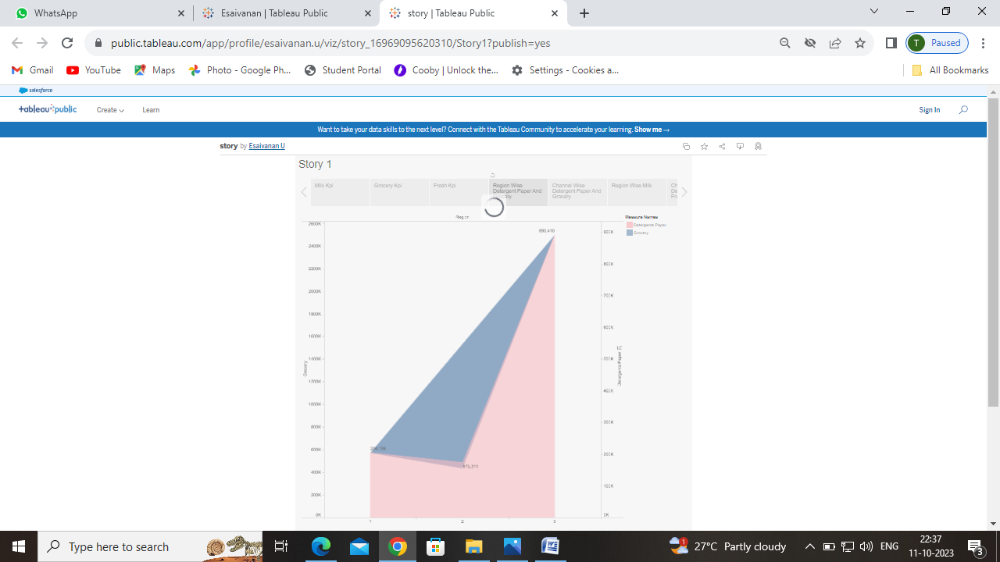 WhatsApp
Esaivanan | Tableau Public
story | Tableau Public
public.tableau.com/app/profile/esaivanan.u/viz/story_16969095620310/Story1?publish=yes
T Paused
Gmail
YouTube
Maps
Photo - Google Ph...
Student Portal
Cooby | Unlock the...
Settings - Cookies a...
All Bookmarks
salesforce
+ableau public
Create
Learn
Sign In
Want to take your data skills to the next level? Connect with the Tableau Community to accelerate your learning. Show me →
story by Esaivanan U
Story 1
Milk Kpi
Grocery Kpi
Fresh Kpi
Region Wise
Detergent Paper And
Channel Wise
Detergent Paper And
Grocery
Region Wise Milk
Ch
De
Fre
Region
Measure Names
Detergents Paper
Grocery
890,410
2600K
2400K
2200K
2000K
1800K
1600K
1400K
1200K
1000K
800K
600K
400K
200K
0K
Grocery
900K
800K
700K
600K
500K
400K
300K
200K
100K
0K
Detergents Paper
1
2
3
Type here to search
1
27°C Partly cloudy
ENG
22:37
11-10-2023
3